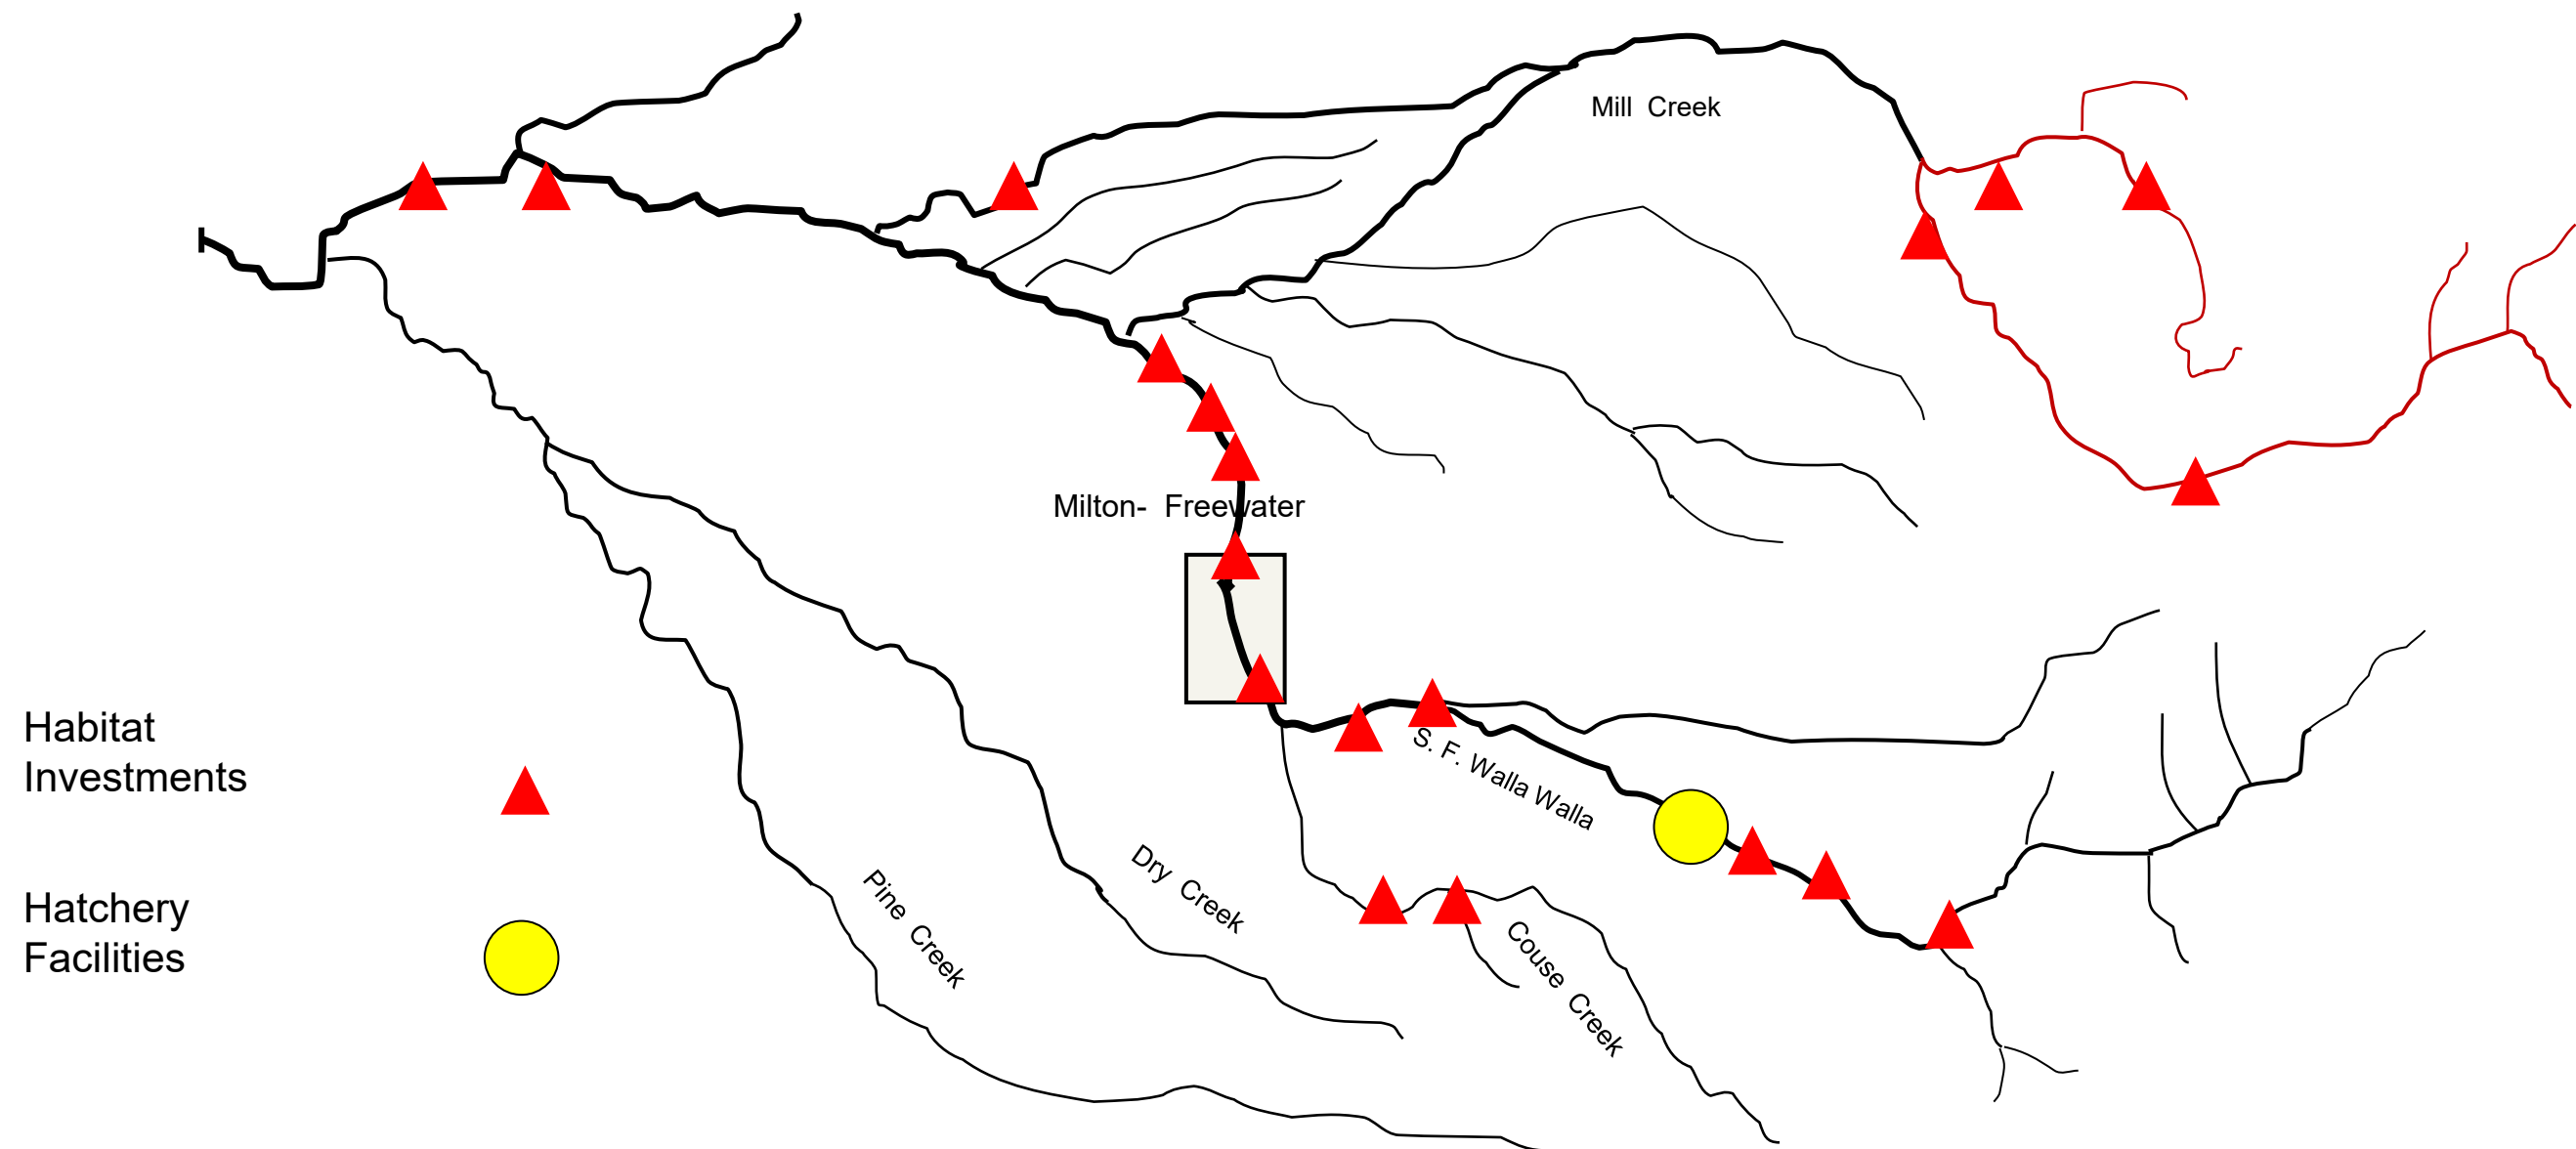 Mill Creek
Milton- Freewater
Habitat
Investments
S. F. Walla Walla
Dry Creek
Pine Creek
Hatchery
Facilities
Couse Creek